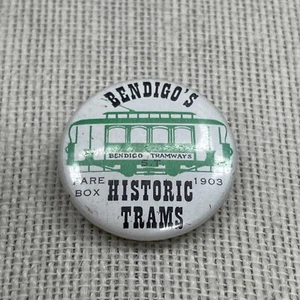 BENDIGO'S
BENDIGO TRAMWAYS
FARE 1903
BOX
HISTORIC
TRAMS